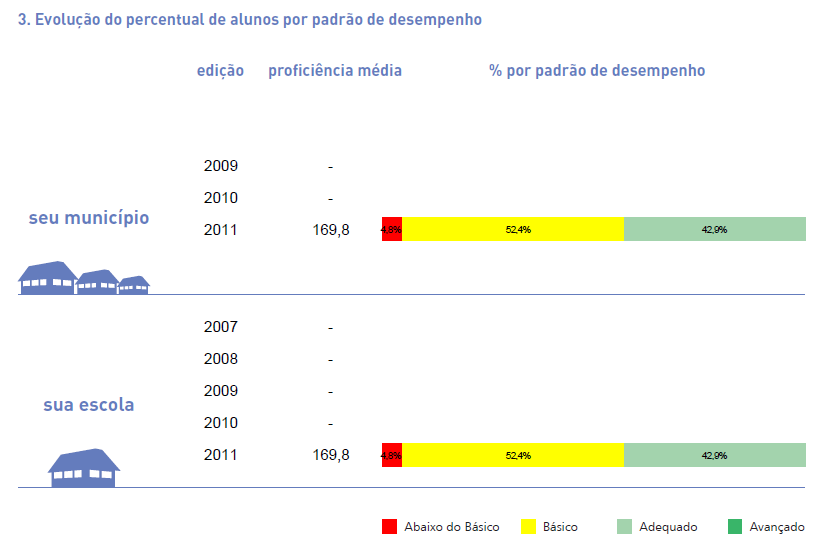 3. Evolução do percentual de alunos por padrão de desempenho
edição proficiência média % por padrão de desempenho
2009 -
2010 -
seu município
2011 169,8 4,8% 52,4% 42,9%
2007 -
2008 -
2009 -
sua escola
2010 -
2011 169,8 4,8% 52,4% 42,9%
Abaixo do Básico Básico Adequado Avançado